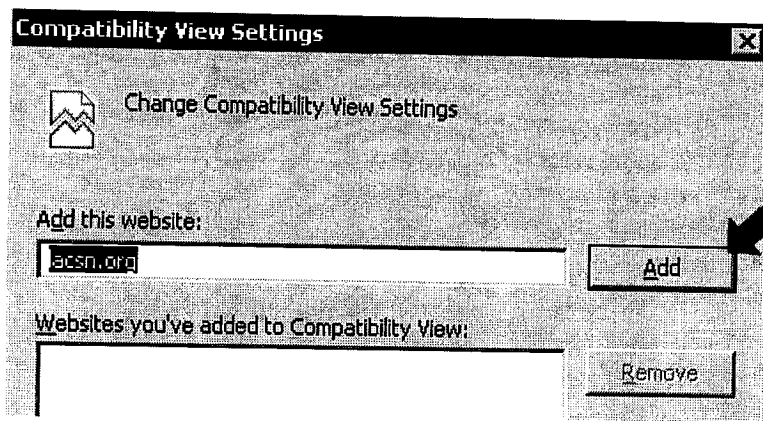 Compatibility View Settings
Change Compatibility View Settings
Add this website:
acsn.org
Add
Websites you've added to Compatibility View:
Remove